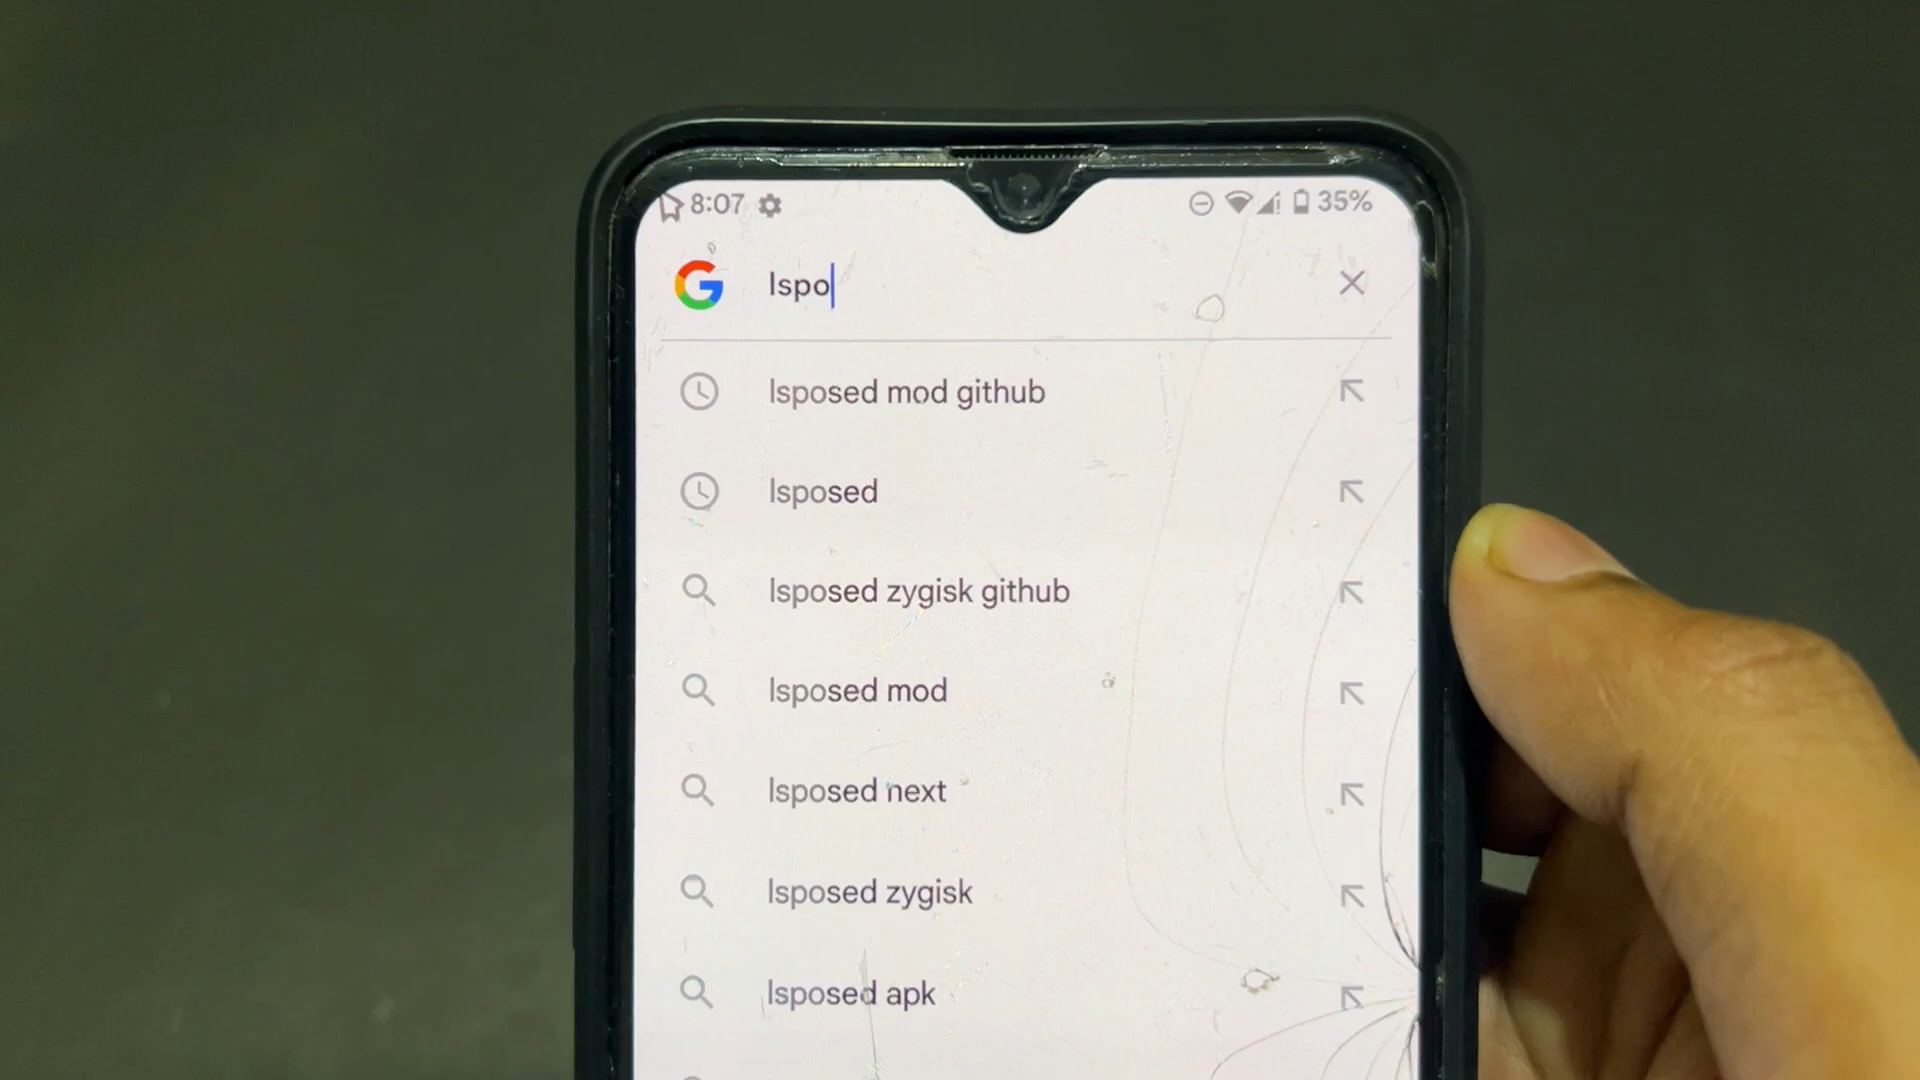 8:07 35%
lspo
lsposed mod github
lsposed
lsposed zygisk github
lsposed mod
lsposed next
lsposed zygisk
lsposed apk